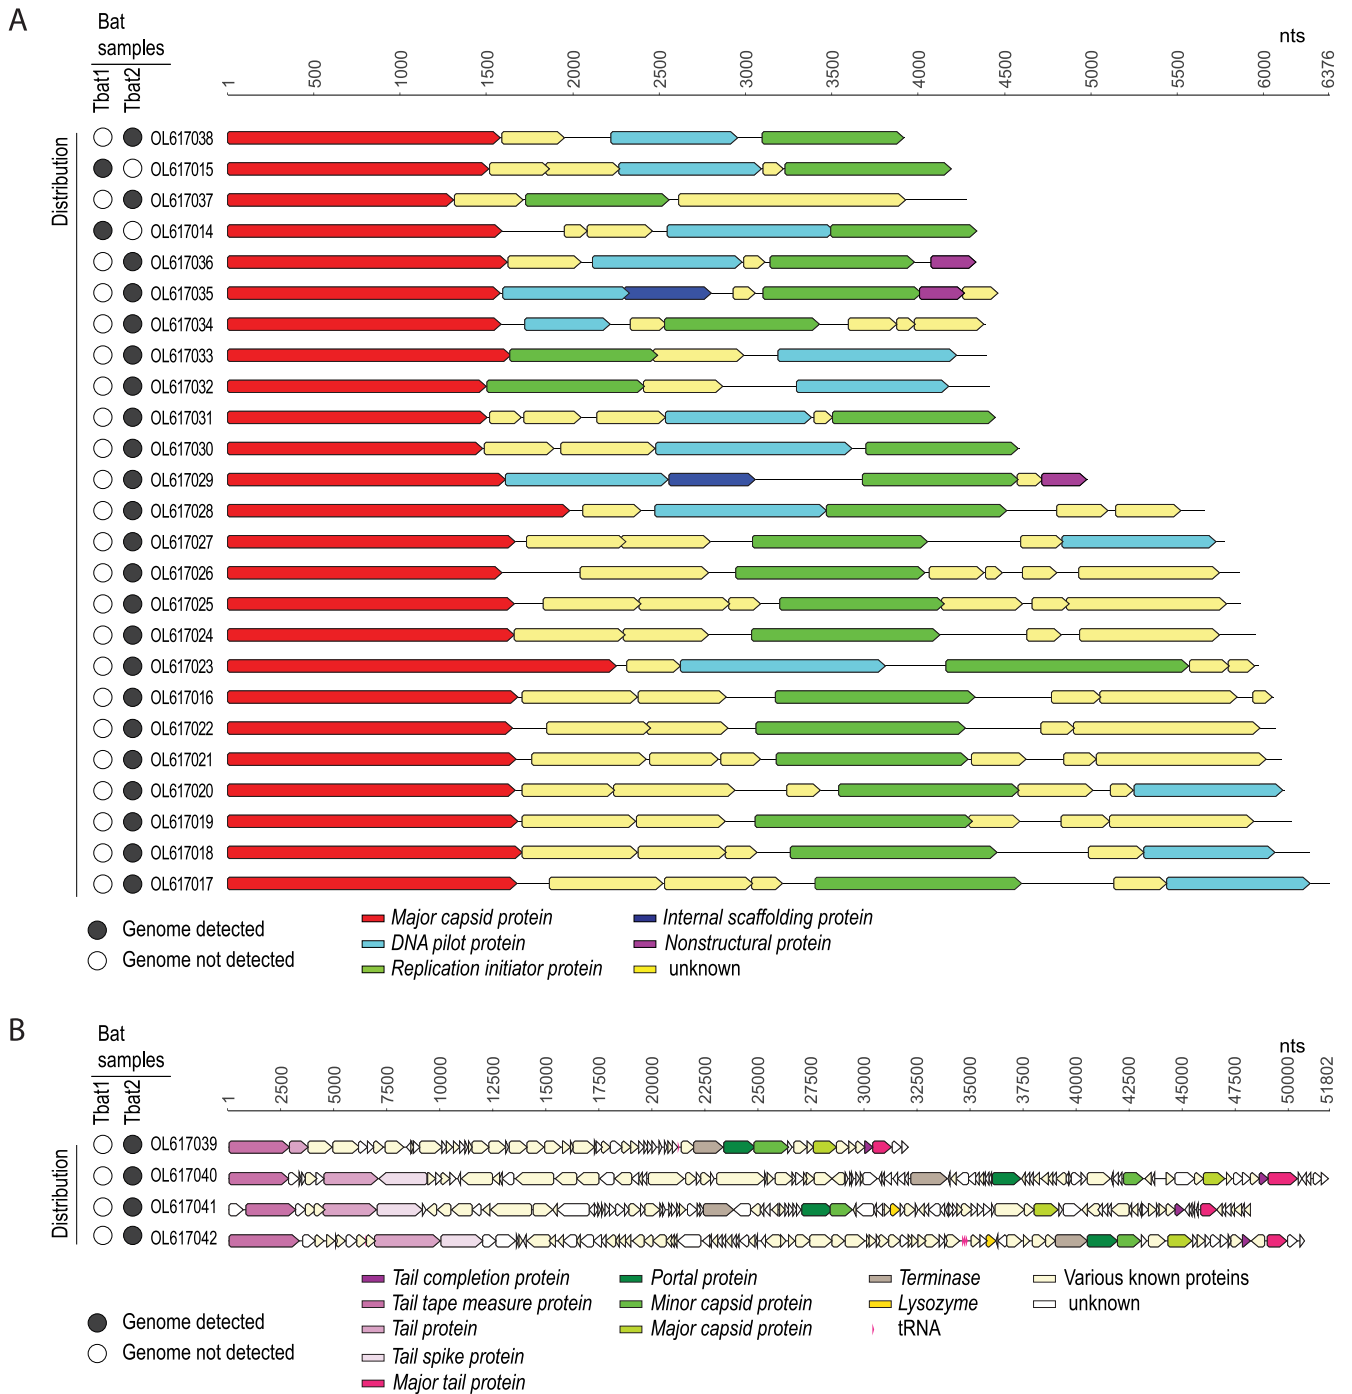 A
Bat
samples
nts
Tbat1
Tbat2
1
500
1000
1500
2000
2500
3000
3500
4000
4500
5000
5500
6000
6376
Distribution
OL617038
OL617015
OL617037
OL617014
OL617036
OL617035
OL617034
OL617033
OL617032
OL617031
OL617030
OL617029
OL617028
OL617027
OL617026
OL617025
OL617024
OL617023
OL617016
OL617022
OL617021
OL617020
OL617019
OL617018
OL617017
Genome detected
Genome not detected
Major capsid protein
DNA pilot protein
Replication initiator protein
Internal scaffolding protein
Nonstructural protein
unknown
B
Bat
samples
nts
Tbat1
Tbat2
1
2500
5000
7500
10000
12500
15000
17500
20000
22500
25000
27500
30000
32500
35000
37500
40000
42500
45000
47500
50000
51802
Distribution
OL617039
OL617040
OL617041
OL617042
Genome detected
Genome not detected
Tail completion protein
Tail tape measure protein
Tail protein
Tail spike protein
Major tail protein
Portal protein
Minor capsid protein
Major capsid protein
Terminase
Lysozyme
tRNA
Various known proteins
unknown